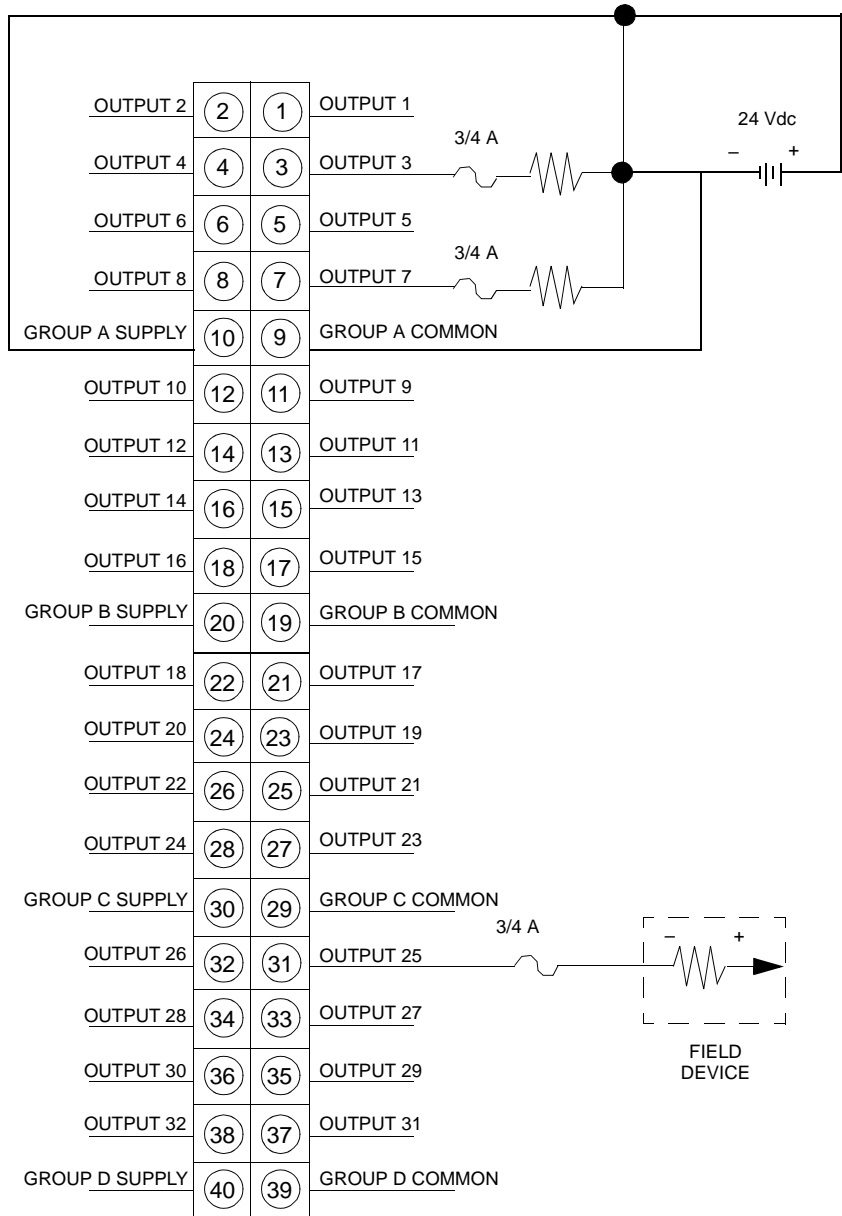 24 Vdc
– +
OUTPUT 2 2 1 OUTPUT 1
3/4 A
OUTPUT 4 4 3 OUTPUT 3
OUTPUT 6 6 5 OUTPUT 5
3/4 A
OUTPUT 8 8 7 OUTPUT 7
GROUP A SUPPLY 10 9 GROUP A COMMON
OUTPUT 10 12 11 OUTPUT 9
OUTPUT 12 14 13 OUTPUT 11
OUTPUT 14 16 15 OUTPUT 13
OUTPUT 16 18 17 OUTPUT 15
GROUP B SUPPLY 20 19 GROUP B COMMON
OUTPUT 18 22 21 OUTPUT 17
OUTPUT 20 24 23 OUTPUT 19
OUTPUT 22 26 25 OUTPUT 21
OUTPUT 24 28 27 OUTPUT 23
GROUP C SUPPLY 30 29 GROUP C COMMON
3/4 A
– +
OUTPUT 26 32 31 OUTPUT 25
OUTPUT 28 34 33 OUTPUT 27
FIELD
DEVICE
OUTPUT 30 36 35 OUTPUT 29
OUTPUT 32 38 37 OUTPUT 31
GROUP D SUPPLY 40 39 GROUP D COMMON